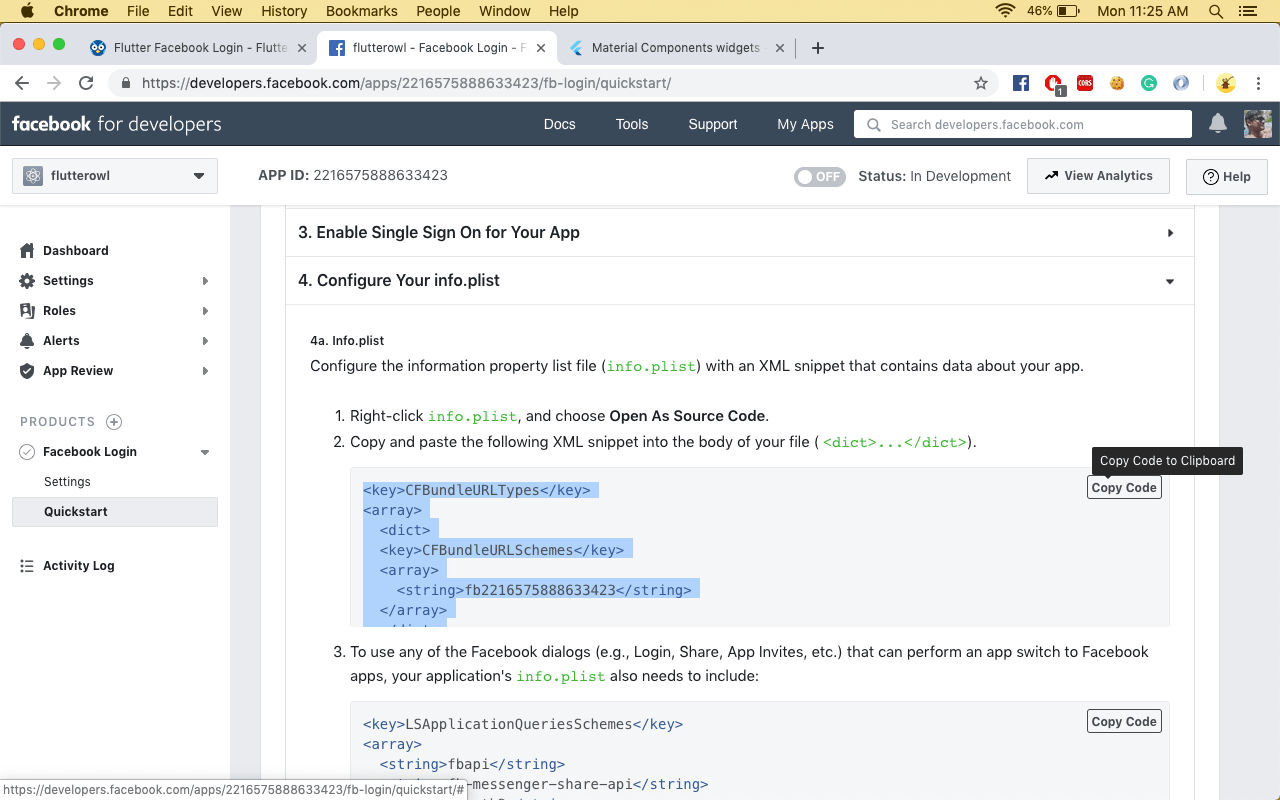 Chrome File Edit View History Bookmarks People Window Help 46% Mon 11:25 AM
Flutter Facebook Login - Flutte flutterowl - Facebook Login - F Material Components widgets
https://developers.facebook.com/apps/2216575888633423/fb-login/quickstart/ 1 CORS
facebook for developers Docs Tools Support My Apps Search developers.facebook.com
flutterowl APP ID: 2216575888633423 OFF Status: In Development View Analytics Help
3. Enable Single Sign On for Your App
4. Configure Your info.plist
Dashboard
Settings
Roles
Alerts
App Review
PRODUCTS
Facebook Login
Settings
Quickstart
Activity Log
4a. Info.plist
Configure the information property list file (info.plist) with an XML snippet that contains data about your app.
1. Right-click info.plist, and choose Open As Source Code.
2. Copy and paste the following XML snippet into the body of your file ( <dict>...</dict>).
Copy Code to Clipboard
Copy Code
<key>CFBundleURLTypes</key>
<array>
<dict>
<key>CFBundleURLSchemes</key>
<array>
<string>fb2216575888633423</string>
</array>
3. To use any of the Facebook dialogs (e.g., Login, Share, App Invites, etc.) that can perform an app switch to Facebook
apps, your application's info.plist also needs to include:
Copy Code
<key>LSApplicationQueriesSchemes</key>
<array>
<string>fbapi</string>
-messenger-share-api</string>
https://developers.facebook.com/apps/2216575888633423/fb-login/quickstart/#